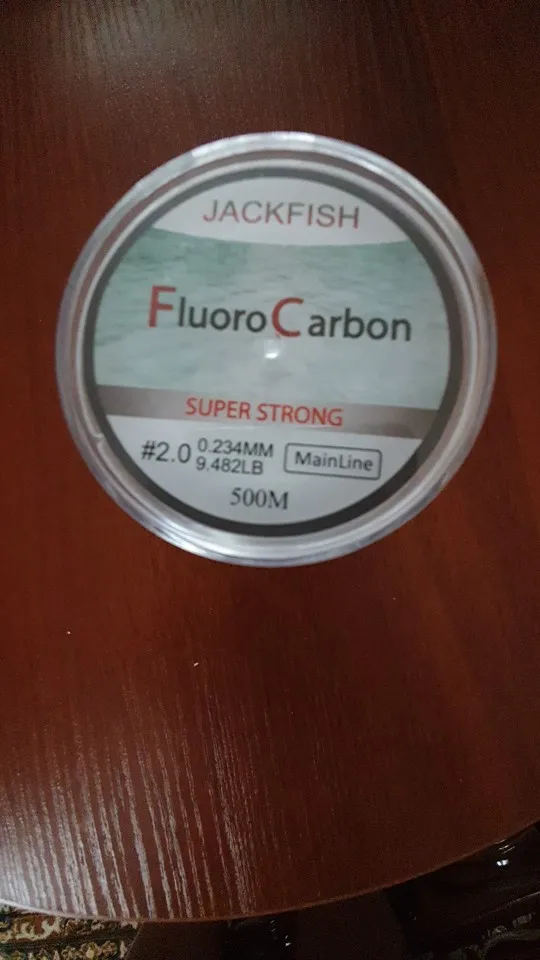 JACKFISH
FluoroCarbon
SUPER STRONG
#2.0 0.234MM
9.482LB
MainLine
500M